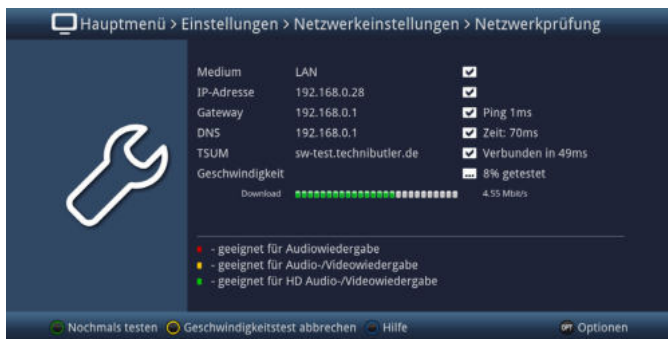 Hauptmenü > Einstellungen > Netzwerkeinstellungen > Netzwerkprüfung
Medium LAN
IP-Adresse 192.168.0.28
Gateway 192.168.0.1 Ping 1ms
DNS 192.168.0.1 Zeit: 70ms
TSUM sw-test.technibutler.de Verbunden in 49ms
Geschwindigkeit 8% getestet
Download 4.55 Mbit/s
- geeignet für Audiowiedergabe
- geeignet für Audio-/Videowiedergabe
- geeignet für HD Audio-/Videowiedergabe
Nochmals testen Geschwindigkeitstest abbrechen Hilfe OPT Optionen